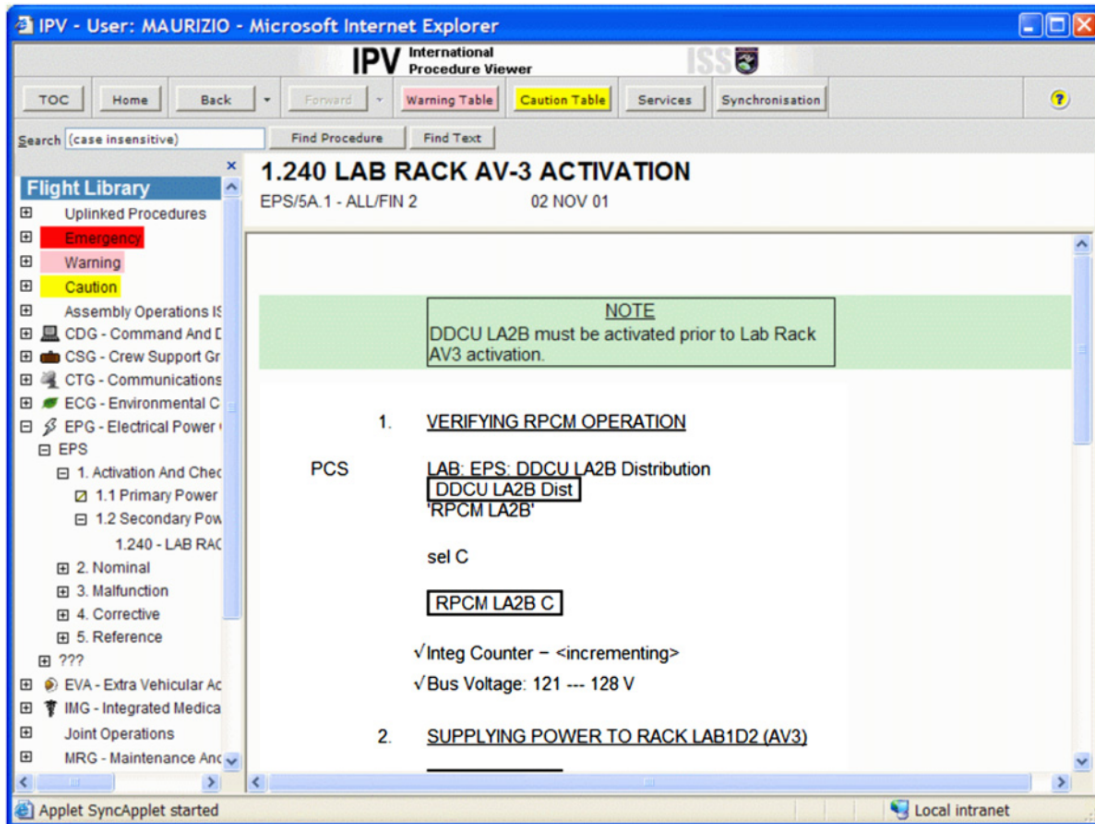 IPV - User: MAURIZIO - Microsoft Internet Explorer
IPV International Procedure Viewer
ISS
TOC Home Back Forward Warning Table Caution Table Services Synchronisation ?
Search (case insensitive) Find Procedure Find Text
Flight Library
Uplinked Procedures
Emergency
Warning
Caution
Assembly Operations IS
CDG - Command And D
CSG - Crew Support Gr
CTG - Communications
ECG - Environmental C
EPG - Electrical Power
EPS
1. Activation And Chec
1.1 Primary Power
1.2 Secondary Pow
1.240 - LAB RAC
2. Nominal
3. Malfunction
4. Corrective
5. Reference
???
EVA - Extra Vehicular Ac
IMG - Integrated Medica
Joint Operations
MRG - Maintenance And
1.240 LAB RACK AV-3 ACTIVATION
EPS/5A.1 - ALL/FIN 2 02 NOV 01
NOTE
DDCU LA2B must be activated prior to Lab Rack
AV3 activation.
1. VERIFYING RPCM OPERATION
PCS LAB: EPS: DDCU LA2B Distribution
DDCU LA2B Dist
'RPCM LA2B'
sel C
RPCM LA2B C
√Integ Counter – <incrementing>
√Bus Voltage: 121 --- 128 V
2. SUPPLYING POWER TO RACK LAB1D2 (AV3)
Applet SyncApplet started Local intranet